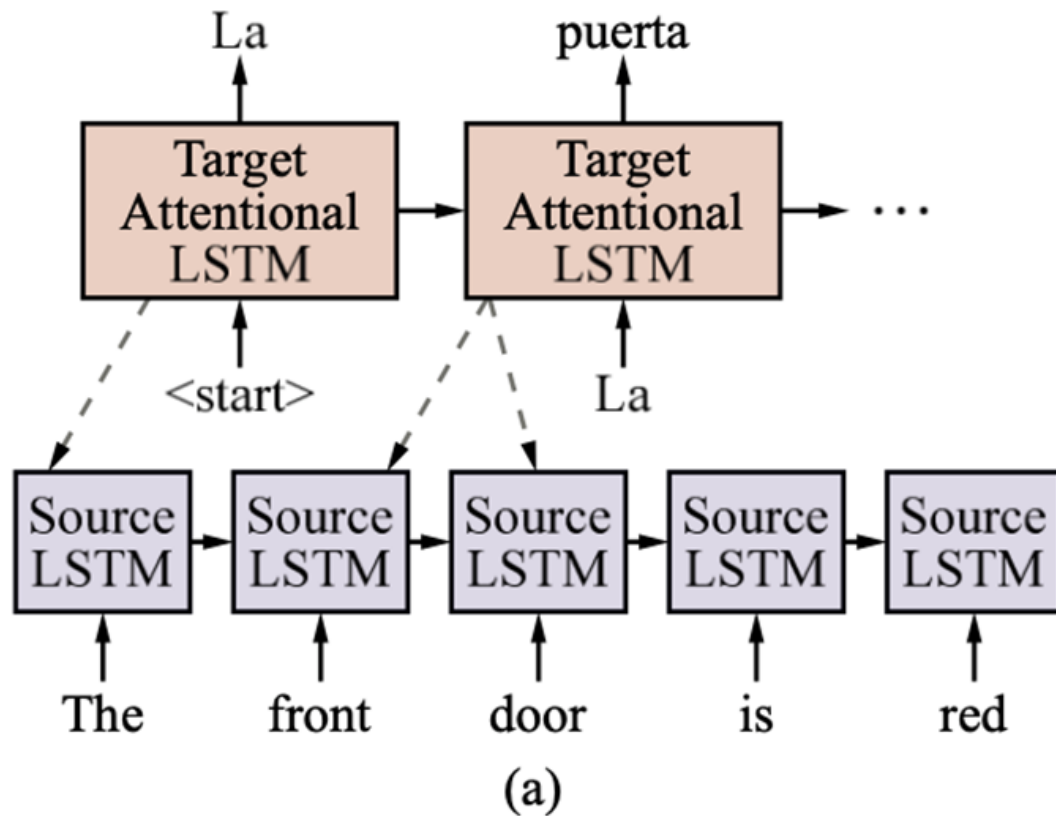 La puerta
Target Target
Attentional Attentional
LSTM LSTM
...
<start> La
Source Source Source Source Source
LSTM LSTM LSTM LSTM LSTM
The front door is red
(a)